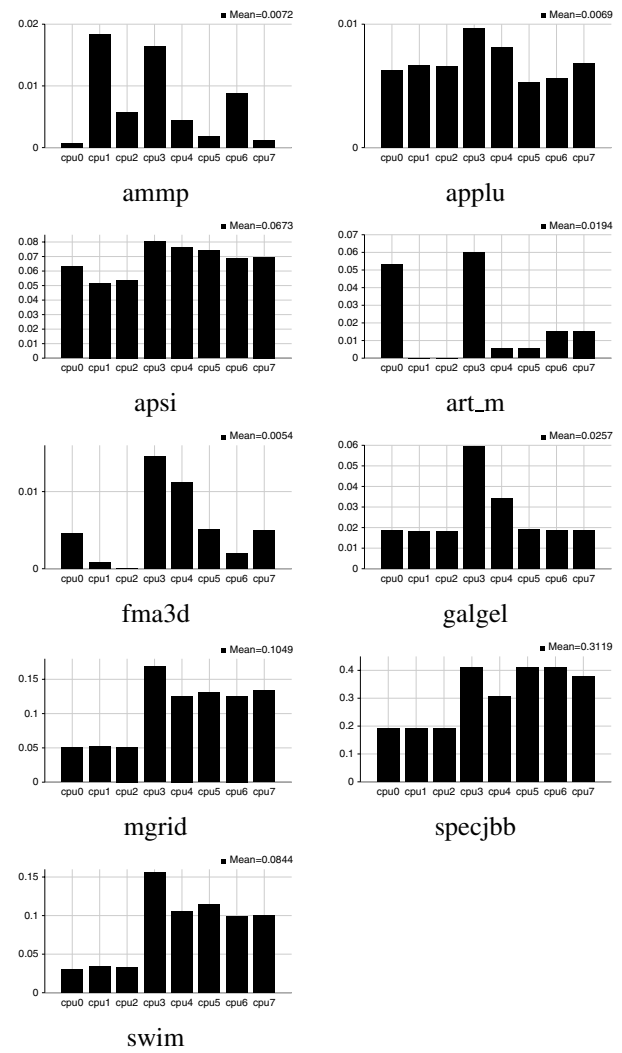 Mean=0.0072
0.02
0.01
0
cpu0 cpu1 cpu2 cpu3 cpu4 cpu5 cpu6 cpu7
ammp
Mean=0.0069
0.01
0
cpu0 cpu1 cpu2 cpu3 cpu4 cpu5 cpu6 cpu7
applu
Mean=0.0673
0.08
0.07
0.06
0.05
0.04
0.03
0.02
0.02
0
cpu0 cpu1 cpu2 cpu3 cpu4 cpu5 cpu6 cpu7
apsi
Mean=0.0194
0.07
0.06
0.05
0.04
0.03
0.02
0.01
0
cpu0 cpu1 cpu2 cpu3 cpu4 cpu5 cpu6 cpu7
art_m
Mean=0.0054
0.01
0
cpu0 cpu1 cpu2 cpu3 cpu4 cpu5 cpu6 cpu7
fma3d
Mean=0.0257
0.06
0.05
0.04
0.03
0.02
0.01
0
cpu0 cpu1 cpu2 cpu3 cpu4 cpu5 cpu6 cpu7
galgel
Mean=0.1049
0.15
0.1
0.05
0
cpu0 cpu1 cpu2 cpu3 cpu4 cpu5 cpu6 cpu7
mgrid
Mean=0.3119
0.4
0.3
0.2
0.1
0
cpu0 cpu1 cpu2 cpu3 cpu4 cpu5 cpu6 cpu7
specjbb
Mean=0.0844
0.15
0.1
0.05
0
cpu0 cpu1 cpu2 cpu3 cpu4 cpu5 cpu6 cpu7
swim